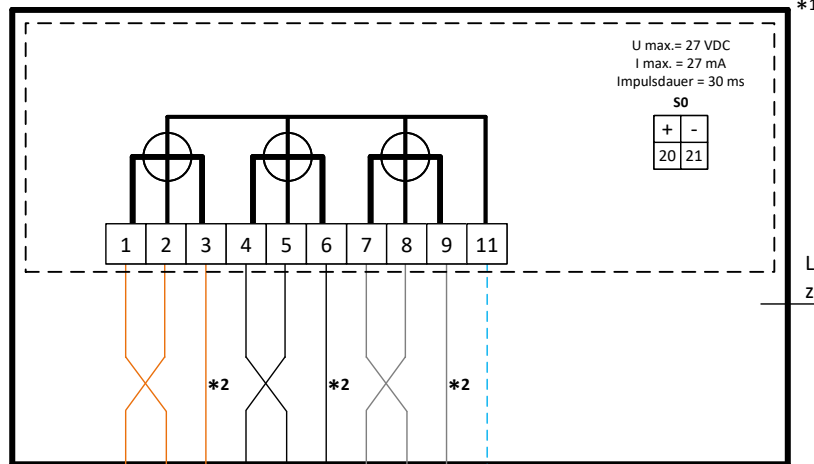 *1
U max.= 27 VDC
I max. = 27 mA
Impulsdauer = 30 ms
S0
+ -
20 21
1 2 3 4 5 6 7 8 9 11
L
z
*2 *2 *2